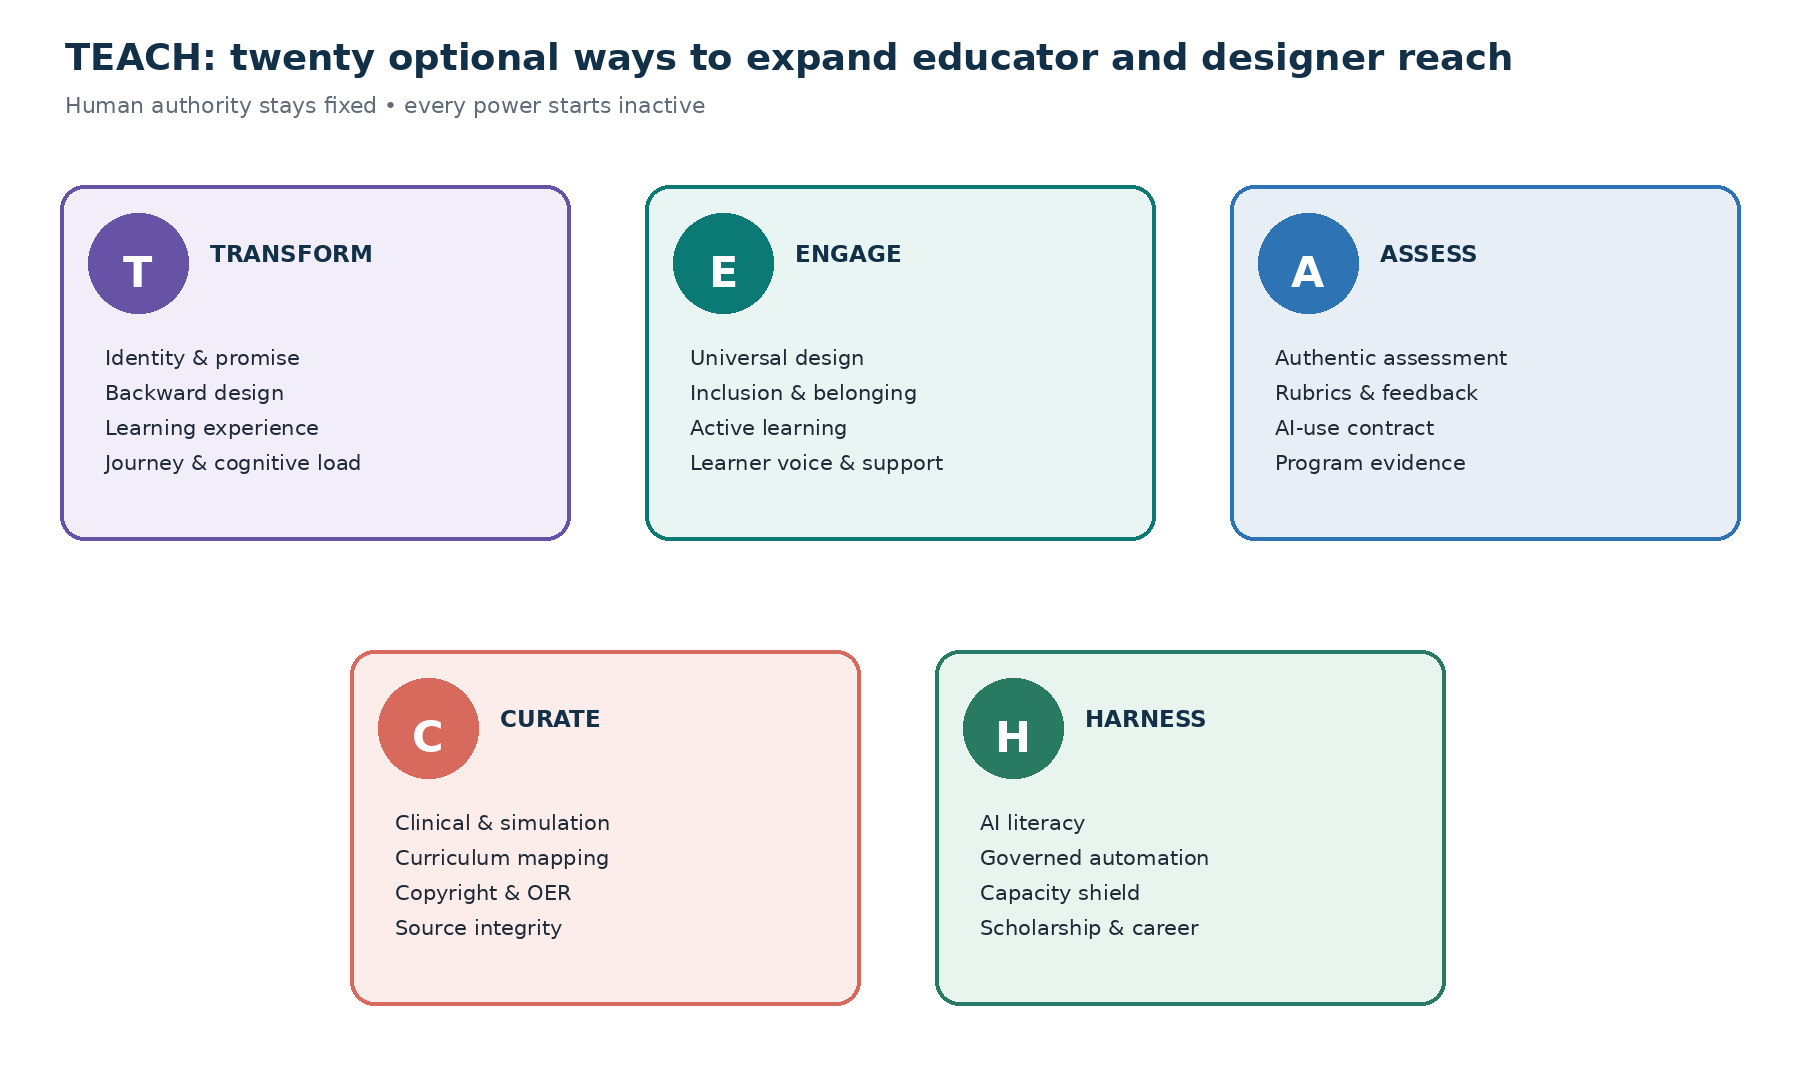 TEACH: twenty optional ways to expand educator and designer reach
Human authority stays fixed • every power starts inactive
T
TRANSFORM
Identity & promise
Backward design
Learning experience
Journey & cognitive load
E
ENGAGE
Universal design
Inclusion & belonging
Active learning
Learner voice & support
A
ASSESS
Authentic assessment
Rubrics & feedback
AI-use contract
Program evidence
C
CURATE
Clinical & simulation
Curriculum mapping
Copyright & OER
Source integrity
H
HARNESS
AI literacy
Governed automation
Capacity shield
Scholarship & career